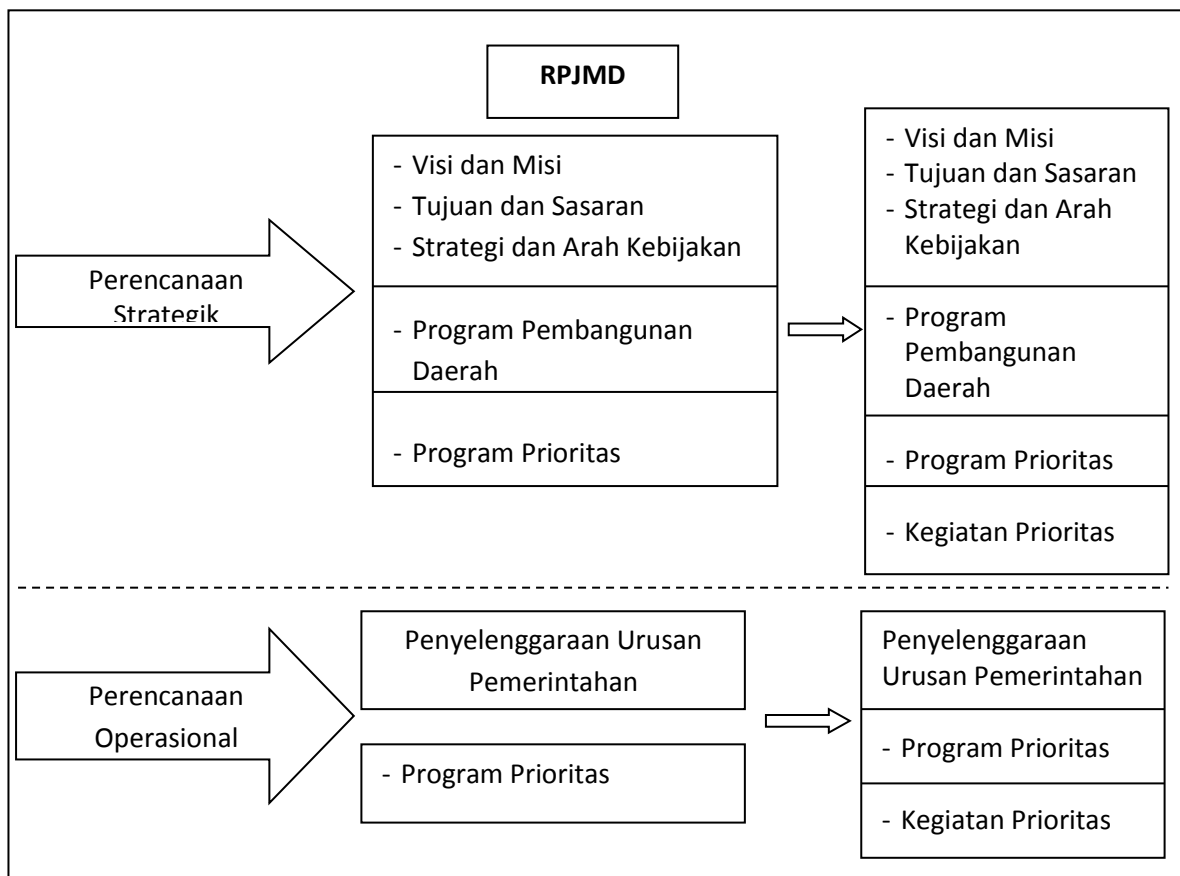 RPJMD
Perencanaan
Strategik
- Visi dan Misi
- Tujuan dan Sasaran
- Strategi dan Arah Kebijakan
- Program Pembangunan
Daerah
- Program Prioritas
- Visi dan Misi
- Tujuan dan Sasaran
- Strategi dan Arah
Kebijakan
- Program
Pembangunan
Daerah
- Program Prioritas
- Kegiatan Prioritas
Perencanaan
Operasional
Penyelenggaraan Urusan
Pemerintahan
- Program Prioritas
Penyelenggaraan
Urusan Pemerintahan
- Program Prioritas
- Kegiatan Prioritas